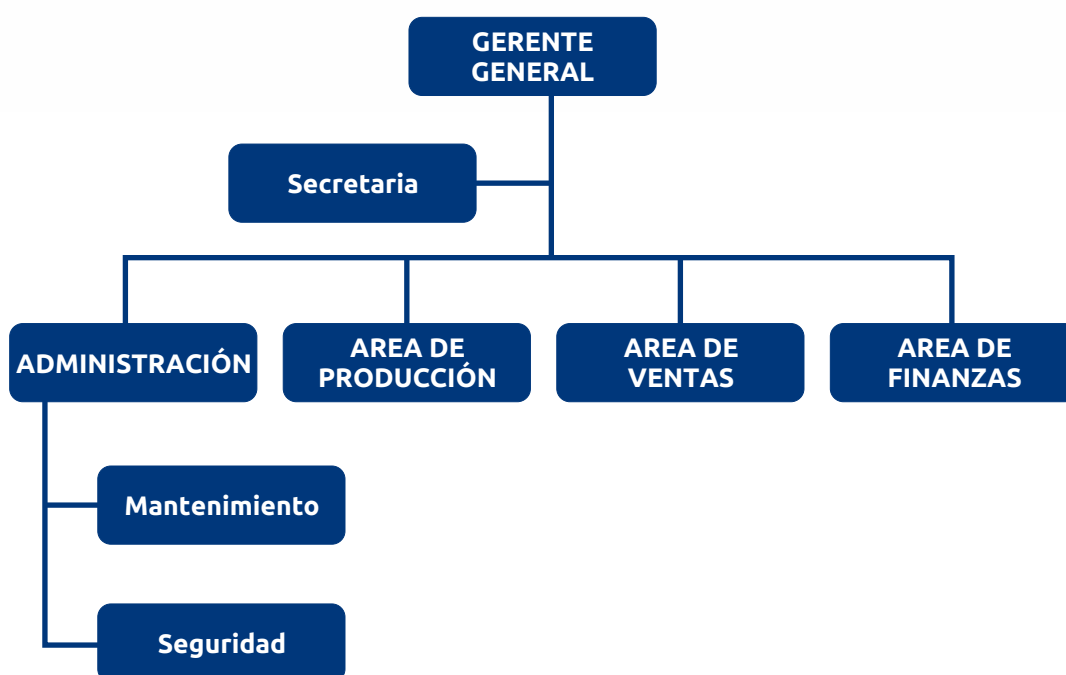 GERENTE
GENERAL
Secretaria
ADMINISTRACIÓN
AREA DE
PRODUCCIÓN
AREA DE
VENTAS
AREA DE
FINANZAS
Mantenimiento
Seguridad